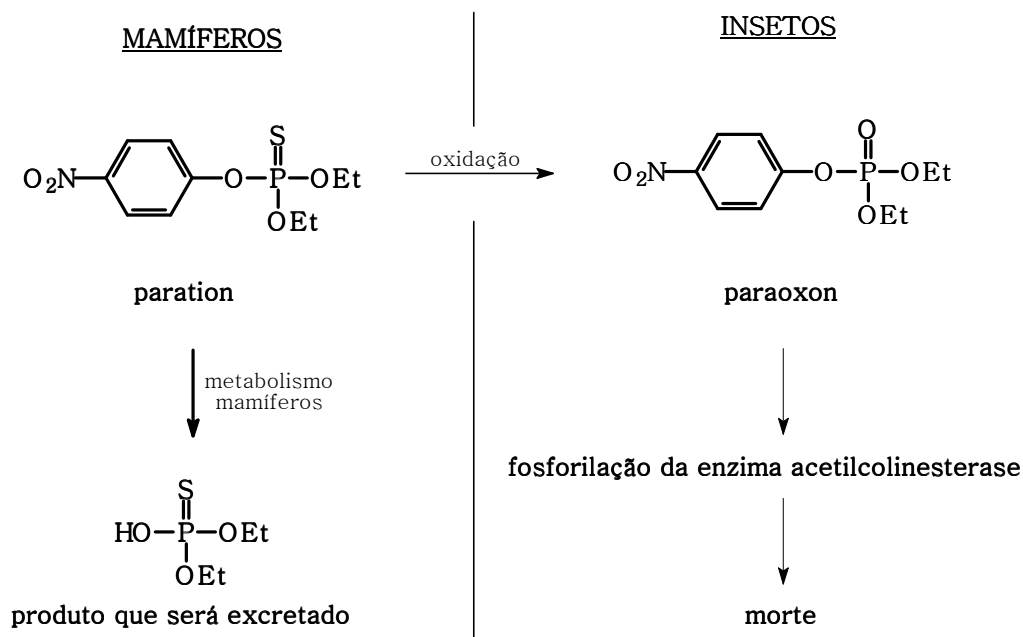 MAMÍFEROS
INSETOS
S
O₂N
O
P
OEt
OEt
oxidação
O
O₂N
O
P
OEt
OEt
paration
paraoxon
metabolismo
mamíferos
fosforilação da enzima acetilcolinesterase
S
HO
P
OEt
OEt
produto que será excretado
morte